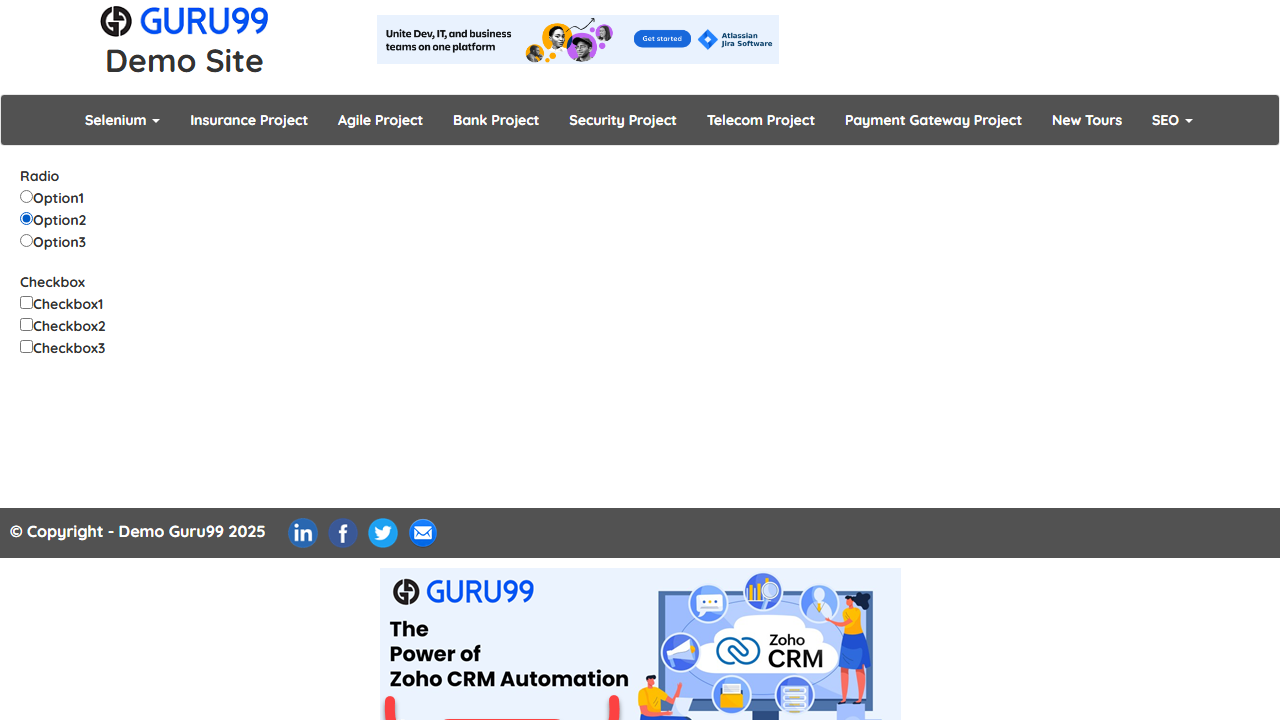 GURU99
Demo Site
Unite Dev, IT, and business
teams on one platform
Get started
Atlassian
Jira Software
Selenium
Insurance Project
Agile Project
Bank Project
Security Project
Telecom Project
Payment Gateway Project
New Tours
SEO
Radio
Option1
Option2
Option3
Checkbox
Checkbox1
Checkbox2
Checkbox3
© Copyright - Demo Guru99 2025
in
f
GURU99
The
Power of
Zoho CRM Automation
Zoho
CRM